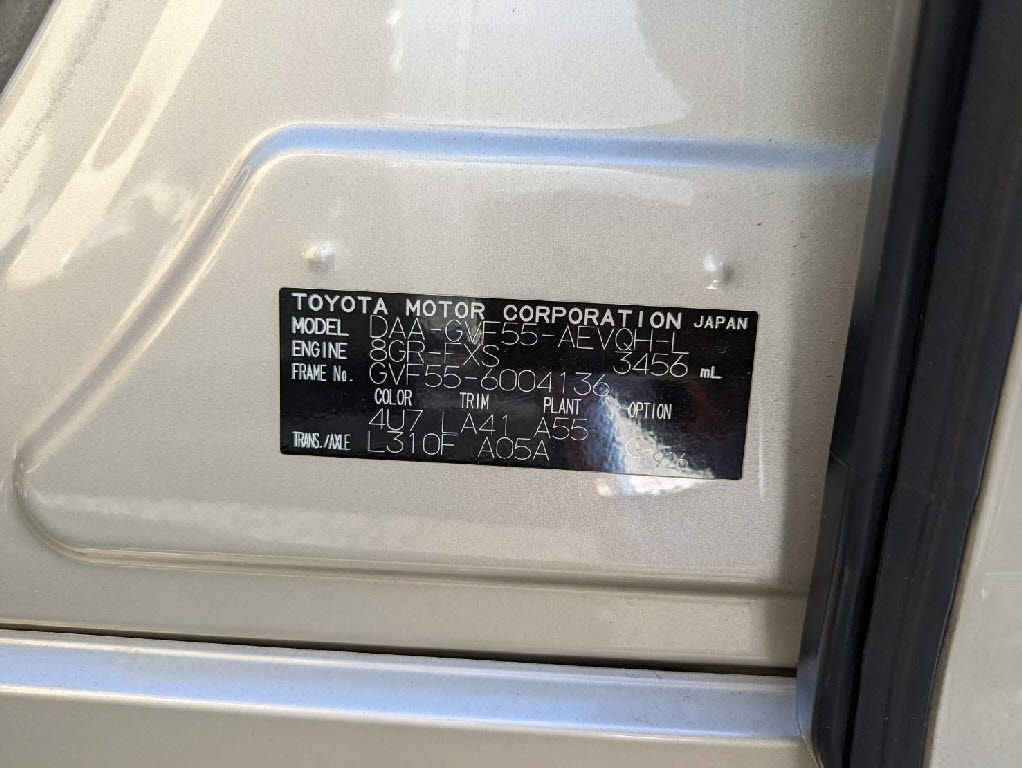 TOYOTA MOTOR CORPORATION JAPAN
MODEL DAA-GVF55-AEVQH-L
ENGINE 8GR-FXS 3456 mL
FRAME No. GVF55-6004136
COLOR TRIM PLANT OPTION
4U7 LA41 A55
TRANS./AXLE L310F A05A 926